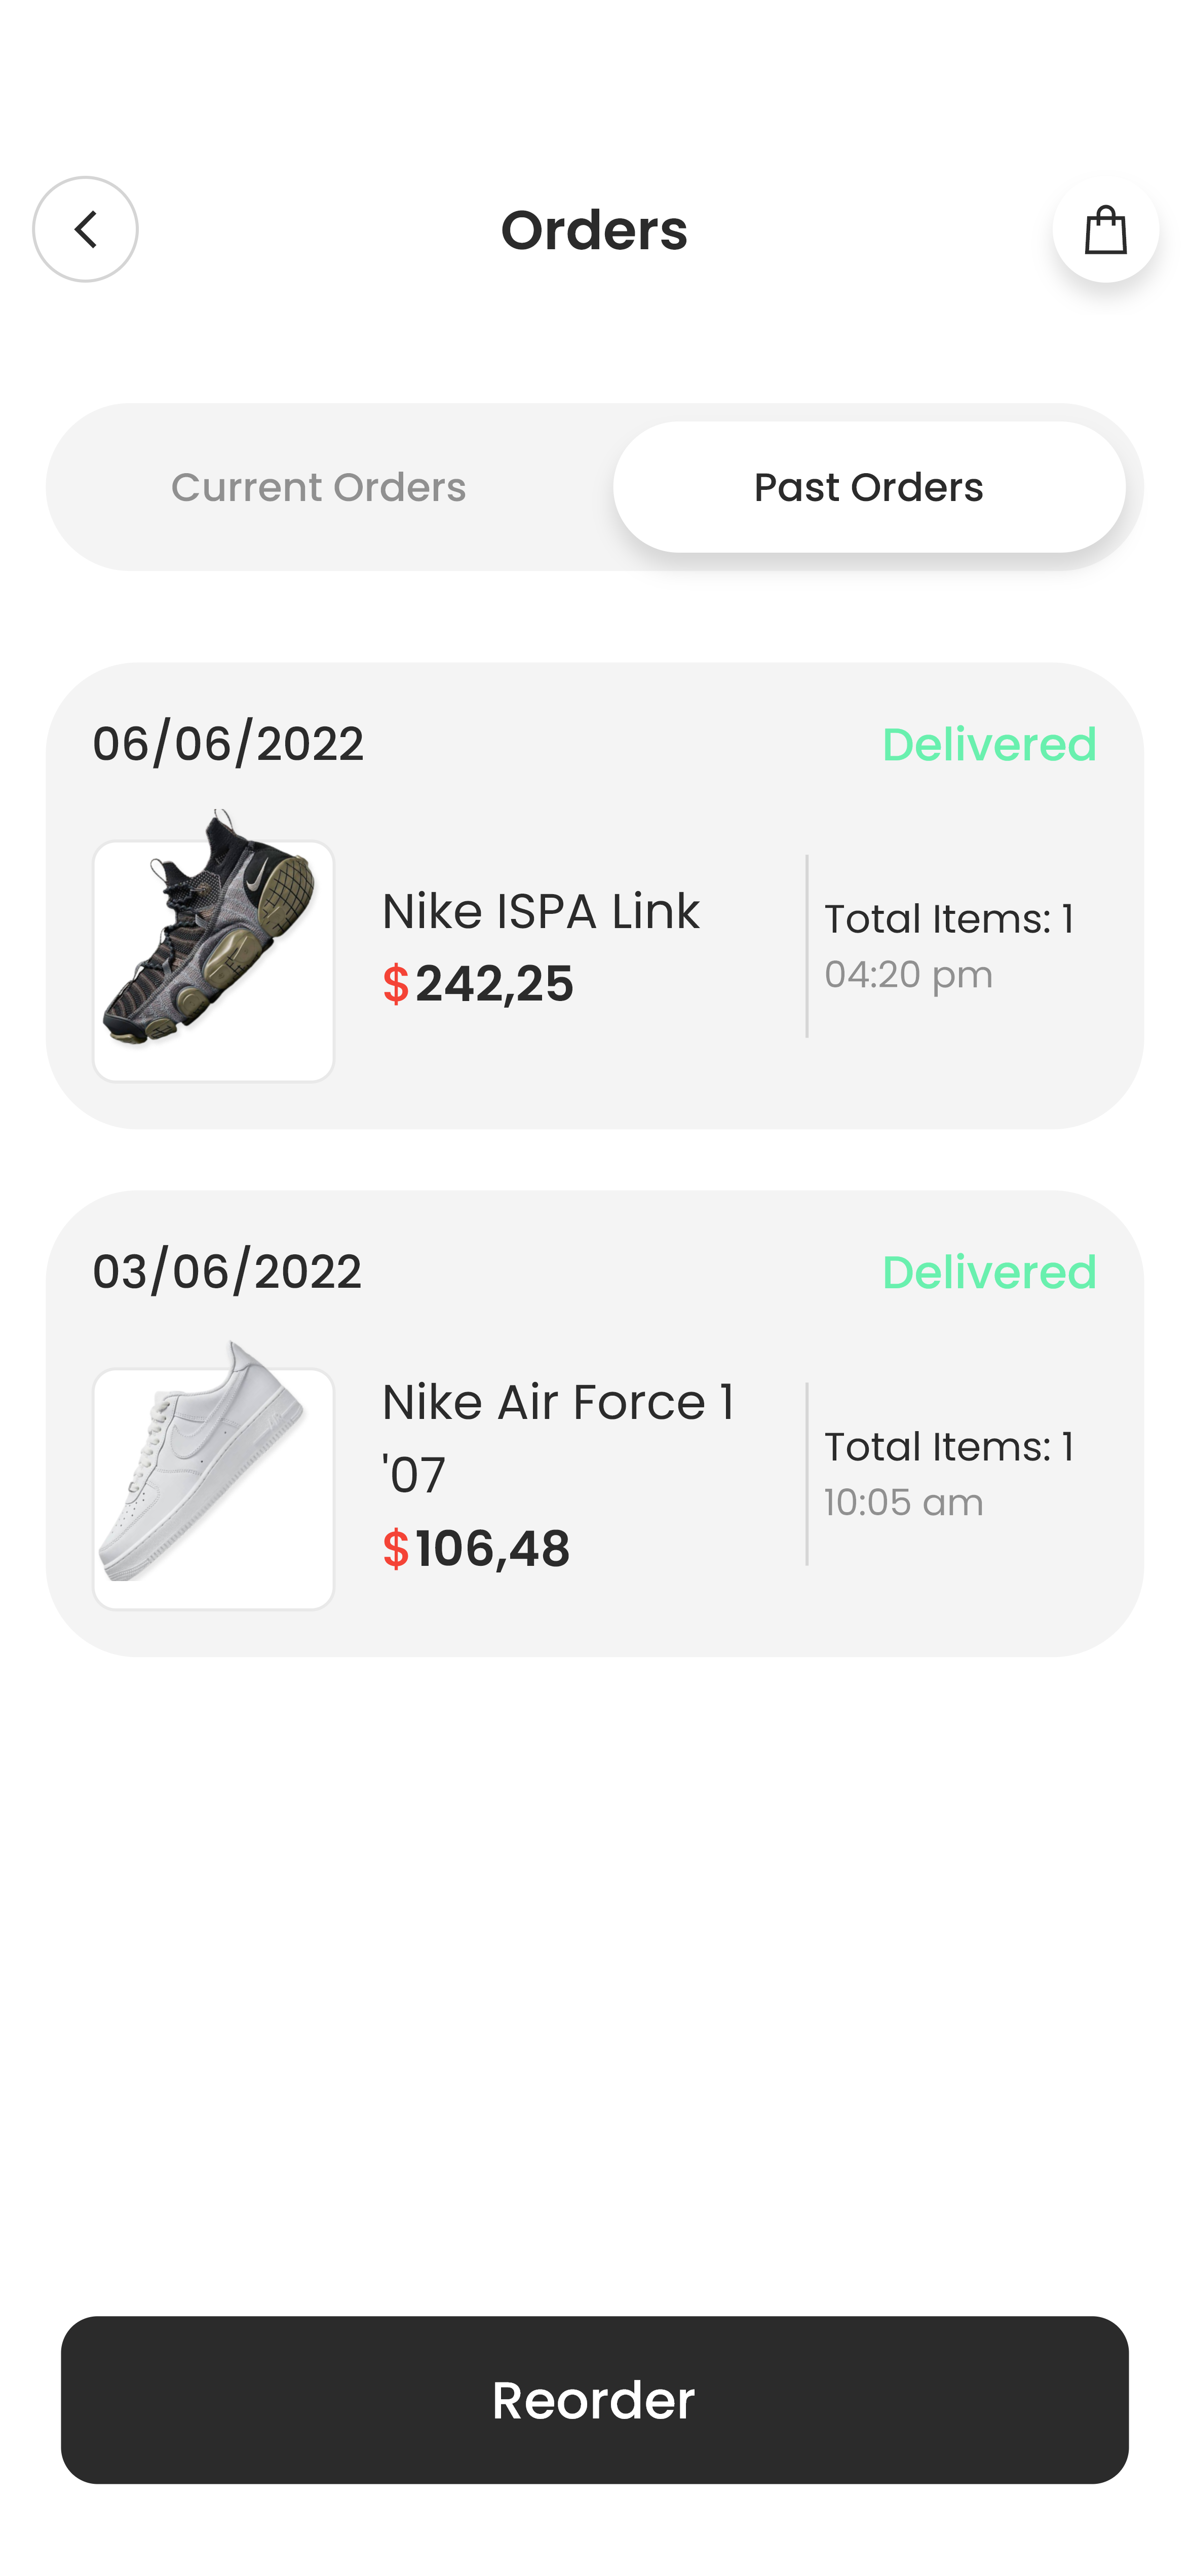 Orders
Current Orders
Past Orders
06/06/2022
Delivered
Nike ISPA Link
$242,25
Total Items: 1
04:20 pm
03/06/2022
Delivered
Nike Air Force 1
'07
$106,48
Total Items: 1
10:05 am
Reorder